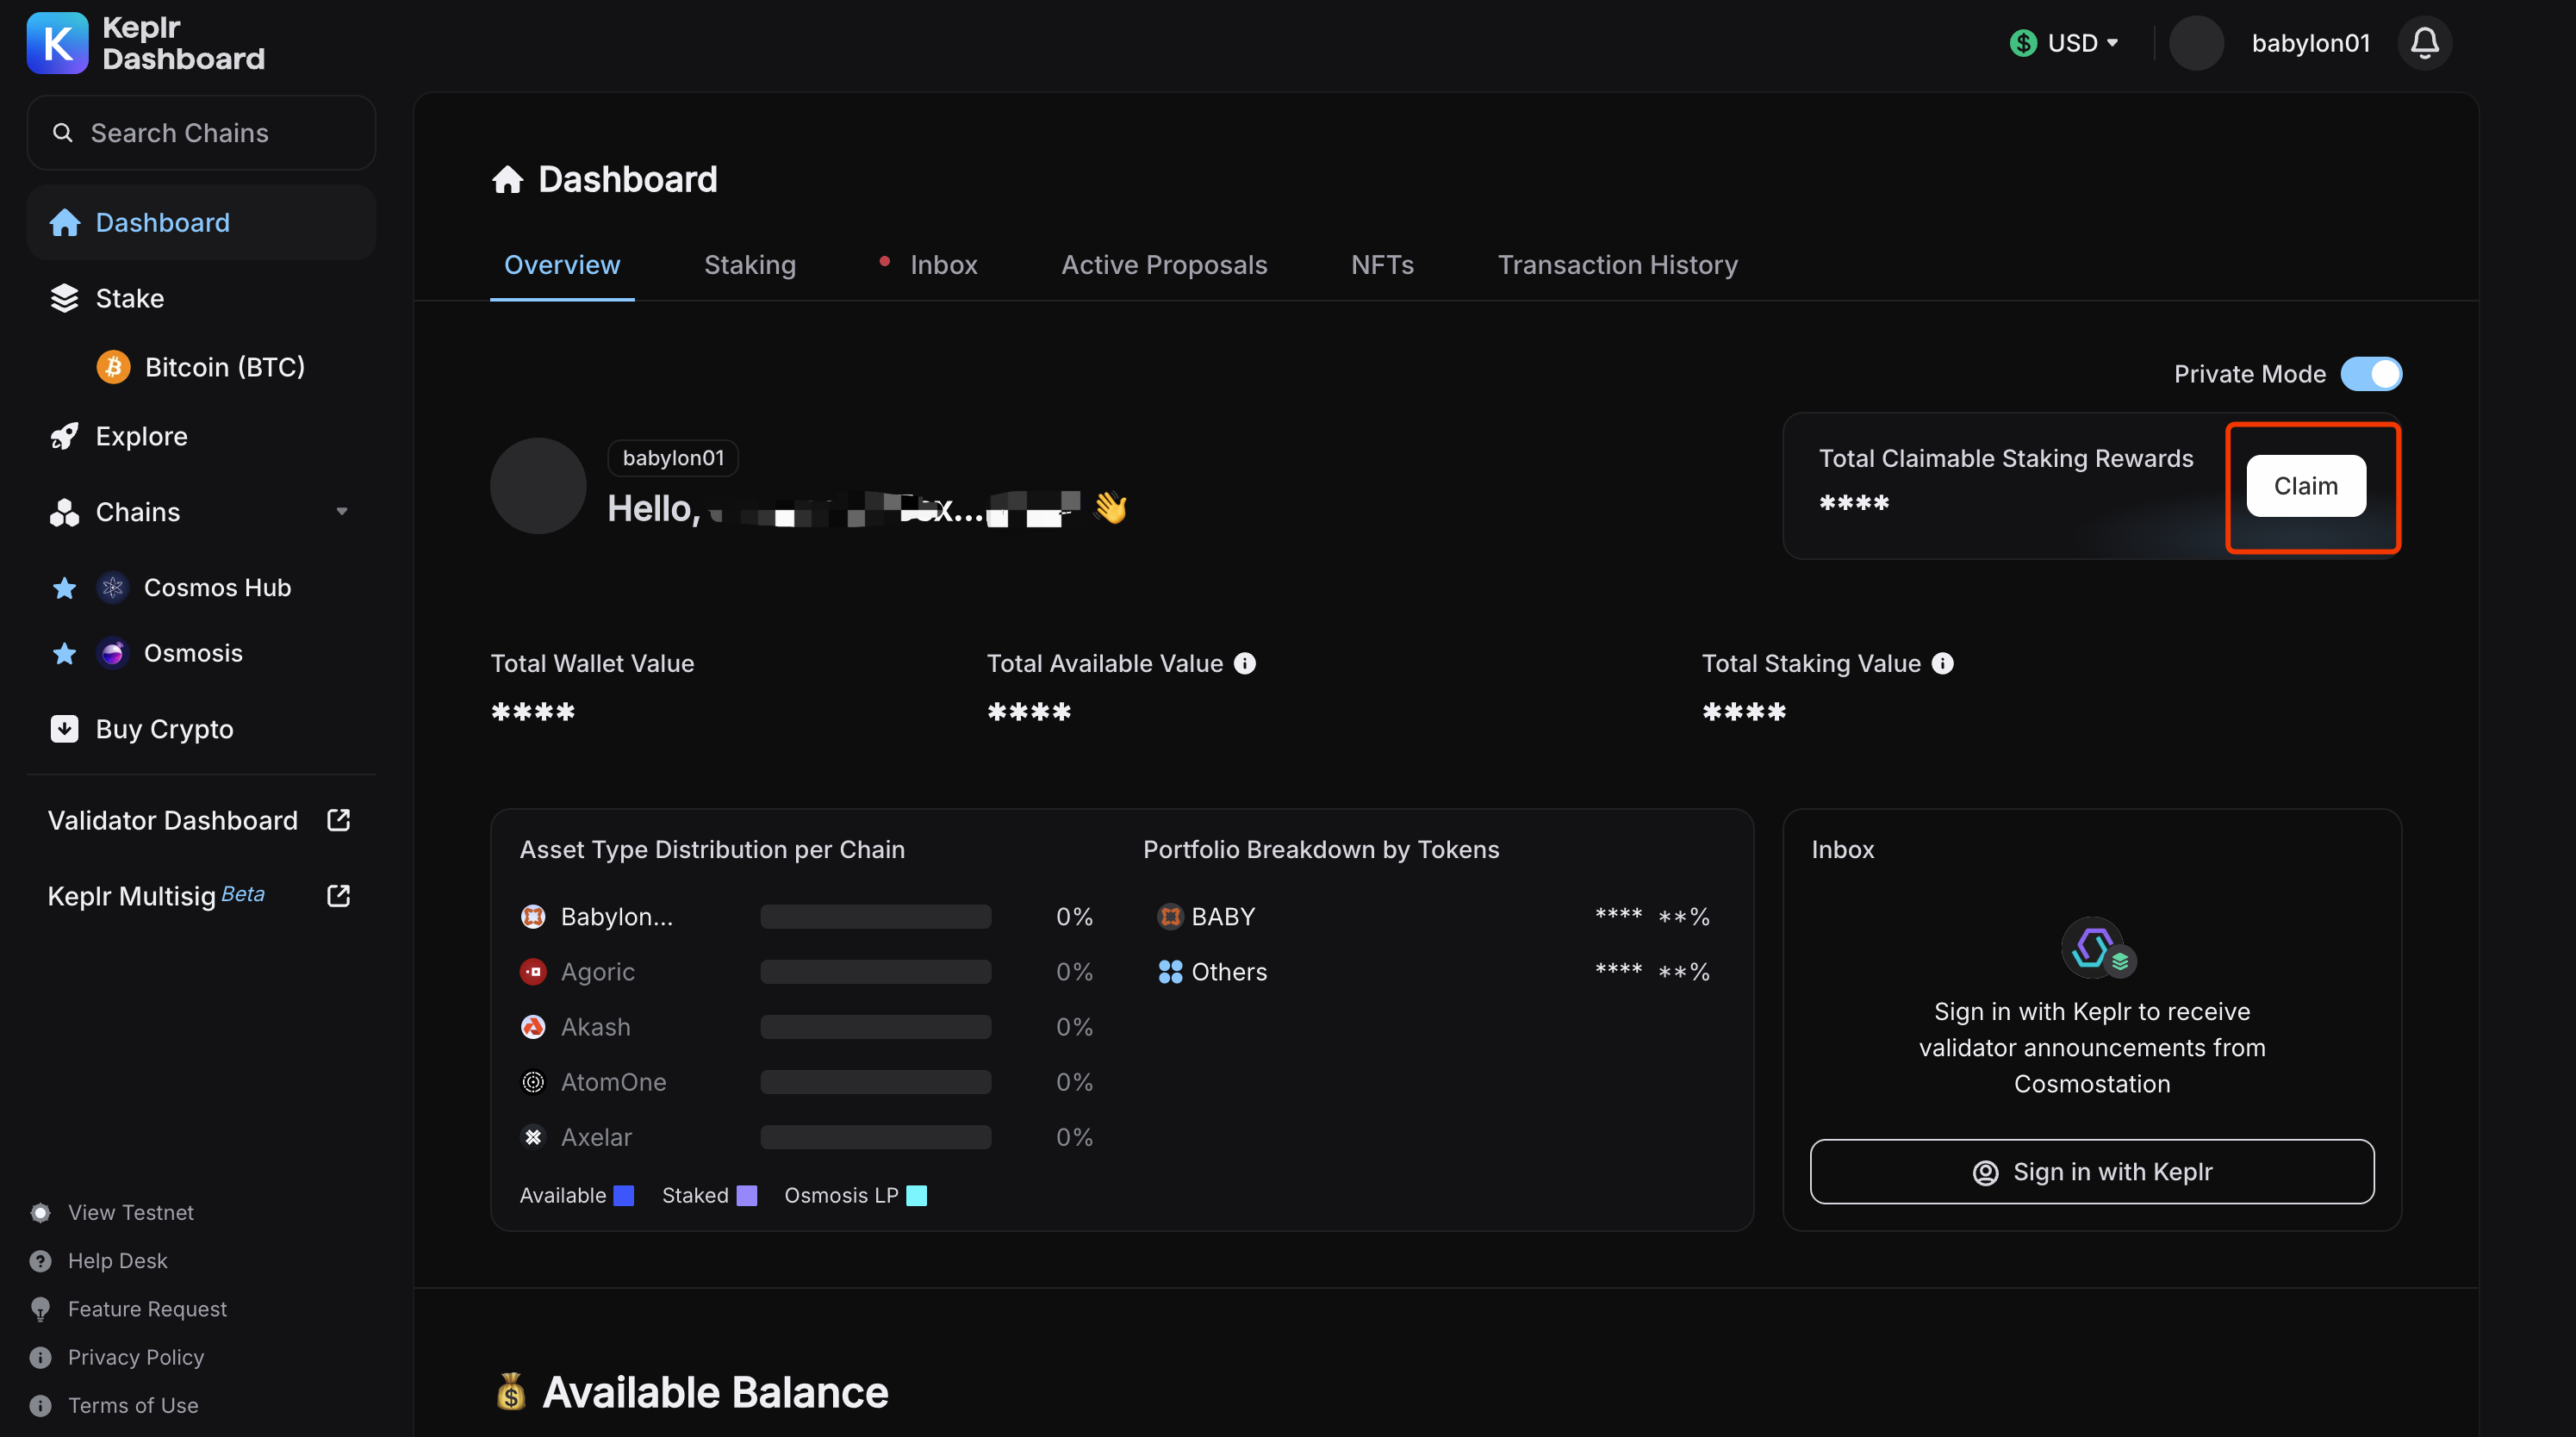 Keplr
Dashboard
USD
babylon01
Search Chains
Dashboard
Stake
Bitcoin (BTC)
Explore
Chains
Cosmos Hub
Osmosis
Buy Crypto
Validator Dashboard
Keplr Multisig Beta
View Testnet
Help Desk
Feature Request
Privacy Policy
Terms of Use
Dashboard
Overview
Staking
Inbox
Active Proposals
NFTs
Transaction History
Private Mode
babylon01
Hello,
Total Claimable Staking Rewards
****
Claim
Total Wallet Value
****
Total Available Value
****
Total Staking Value
****
Asset Type Distribution per Chain
Babylon... 0%
Agoric 0%
Akash 0%
AtomOne 0%
Axelar 0%
Available
Staked
Osmosis LP
Portfolio Breakdown by Tokens
BABY **** **%
Others **** **%
Inbox
Sign in with Keplr to receive
validator announcements from
Cosmostation
Sign in with Keplr
Available Balance